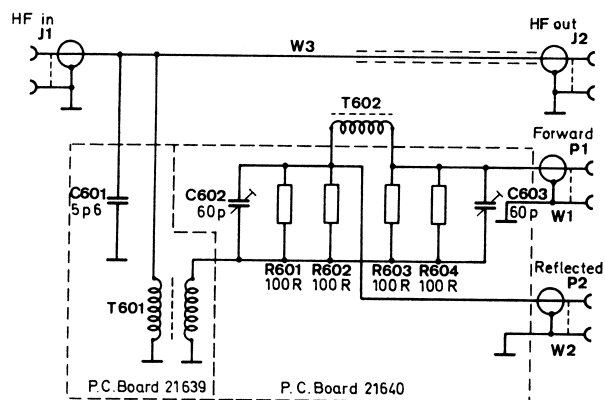 HF in
J1
W3
HF out
J2
T602
Forward
P1
C601
5p6
C602
60p
C603
60p
W1
R601
100R
R602
100R
R603
100R
R604
100R
Reflected
P2
T601
W2
P.C.Board 21639
P.C.Board 21640